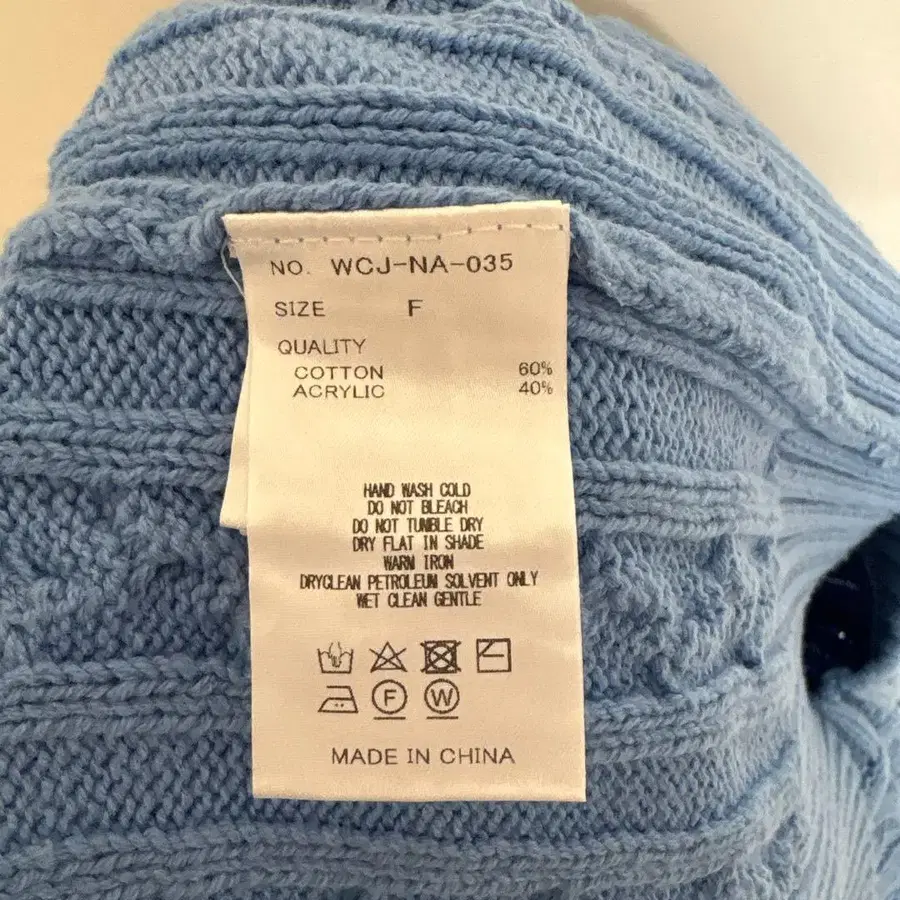 NO. WCJ-NA-035
SIZE F
QUALITY
COTTON 60%
ACRYLIC 40%
HAND WASH COLD
DO NOT BLEACH
DO NOT TUMBLE DRY
DRY FLAT IN SHADE
WARM IRON
DRYCLEAN PETROLEUM SOLVENT ONLY
WET CLEAN GENTLE
F W
MADE IN CHINA